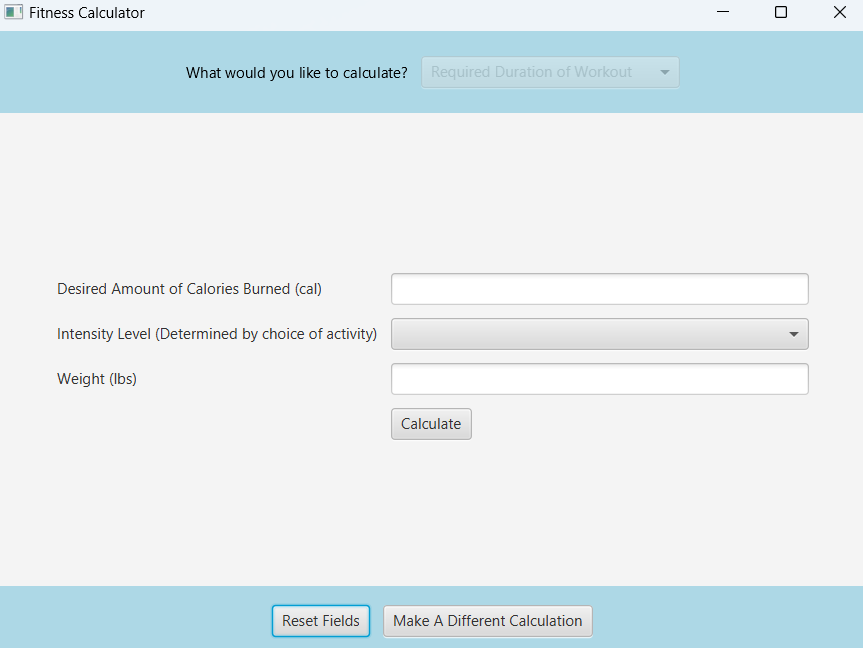 Fitness Calculator
What would you like to calculate? Required Duration of Workout
Desired Amount of Calories Burned (cal)
Intensity Level (Determined by choice of activity)
Weight (lbs)
Calculate
Reset Fields Make A Different Calculation